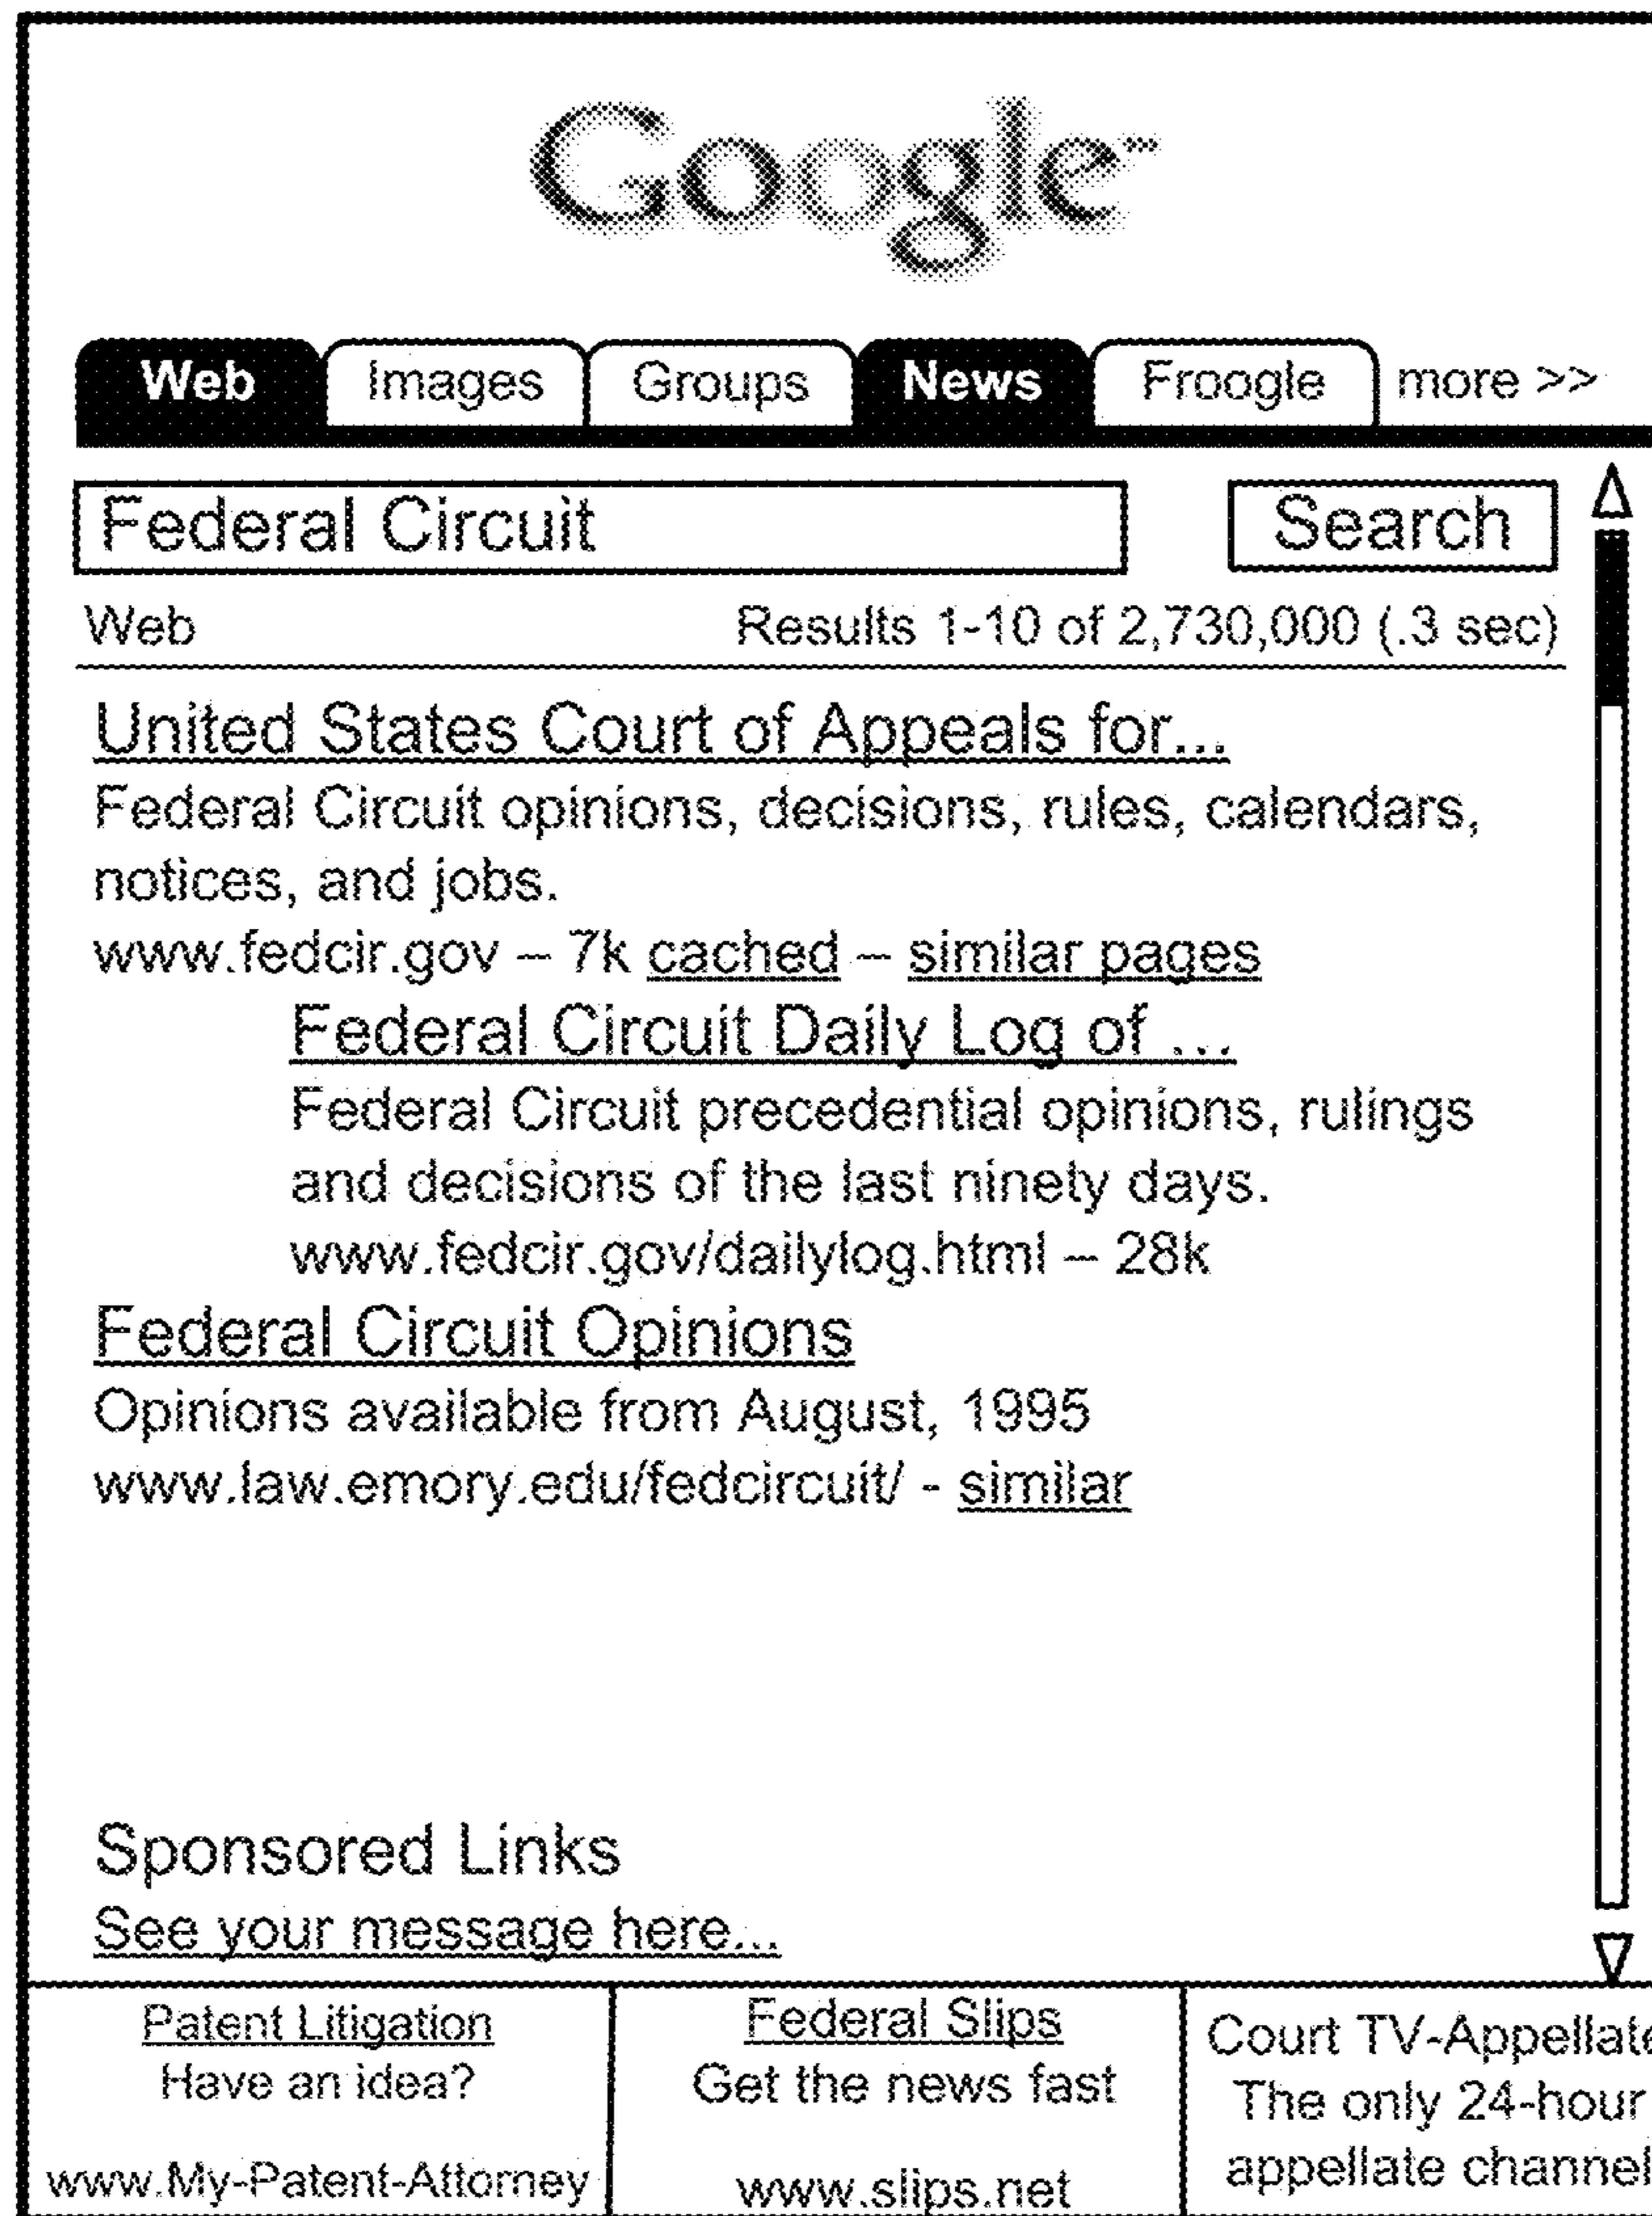 Google™
Web Images Groups News Froogle more >>
Federal Circuit Search
Web Results 1-10 of 2,730,000 (.3 sec)
United States Court of Appeals for...
Federal Circuit opinions, decisions, rules, calendars,
notices, and jobs.
www.fedcir.gov – 7k cached – similar pages
Federal Circuit Daily Log of ...
Federal Circuit precedential opinions, rulings
and decisions of the last ninety days.
www.fedcir.gov/dailylog.html – 28k
Federal Circuit Opinions
Opinions available from August, 1995
www.law.emory.edu/fedcircuit/ - similar
Sponsored Links
See your message here...
Patent Litigation
Have an idea?
www.My-Patent-Attorney
Federal Slips
Get the news fast
www.slips.net
Court TV-Appellate
The only 24-hour
appellate channel